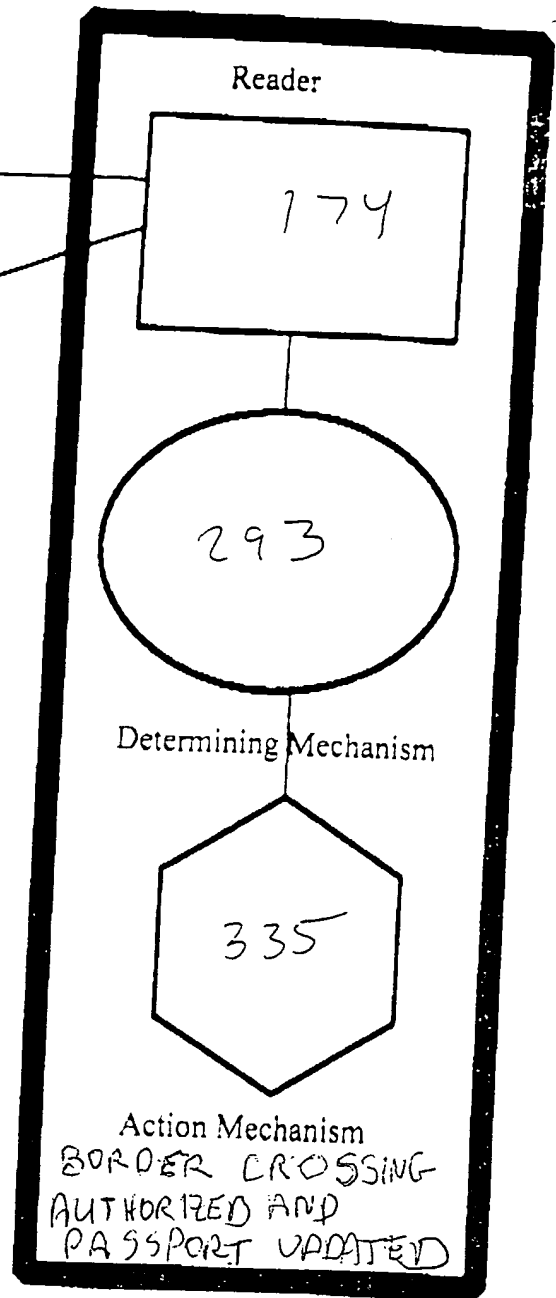 Reader
174
293
Determining Mechanism
335
Action Mechanism
BORDER CROSSING
AUTHORIZED AND
PASSPORT UPDATED